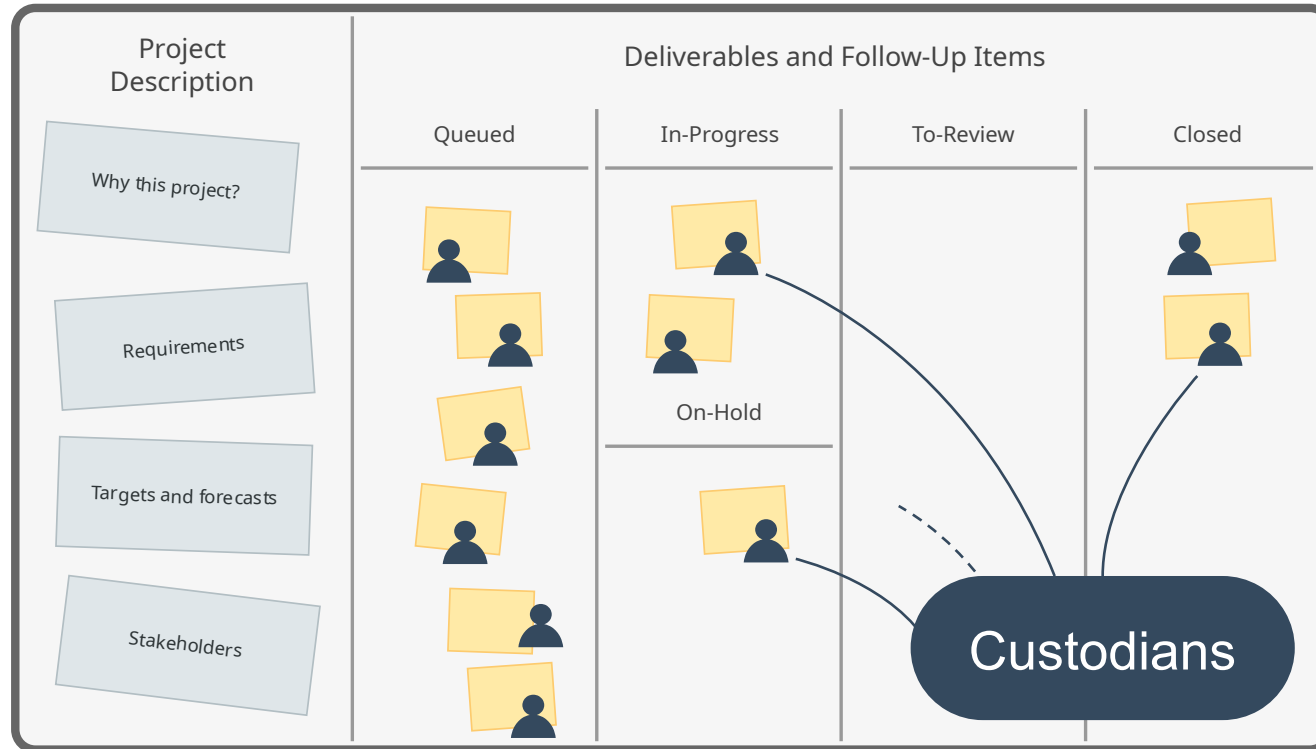 Project
Description
Deliverables and Follow-Up Items
Queued
In-Progress
To-Review
Closed
Why this project?
Requirements
On-Hold
Targets and forecasts
Stakeholders
Custodians